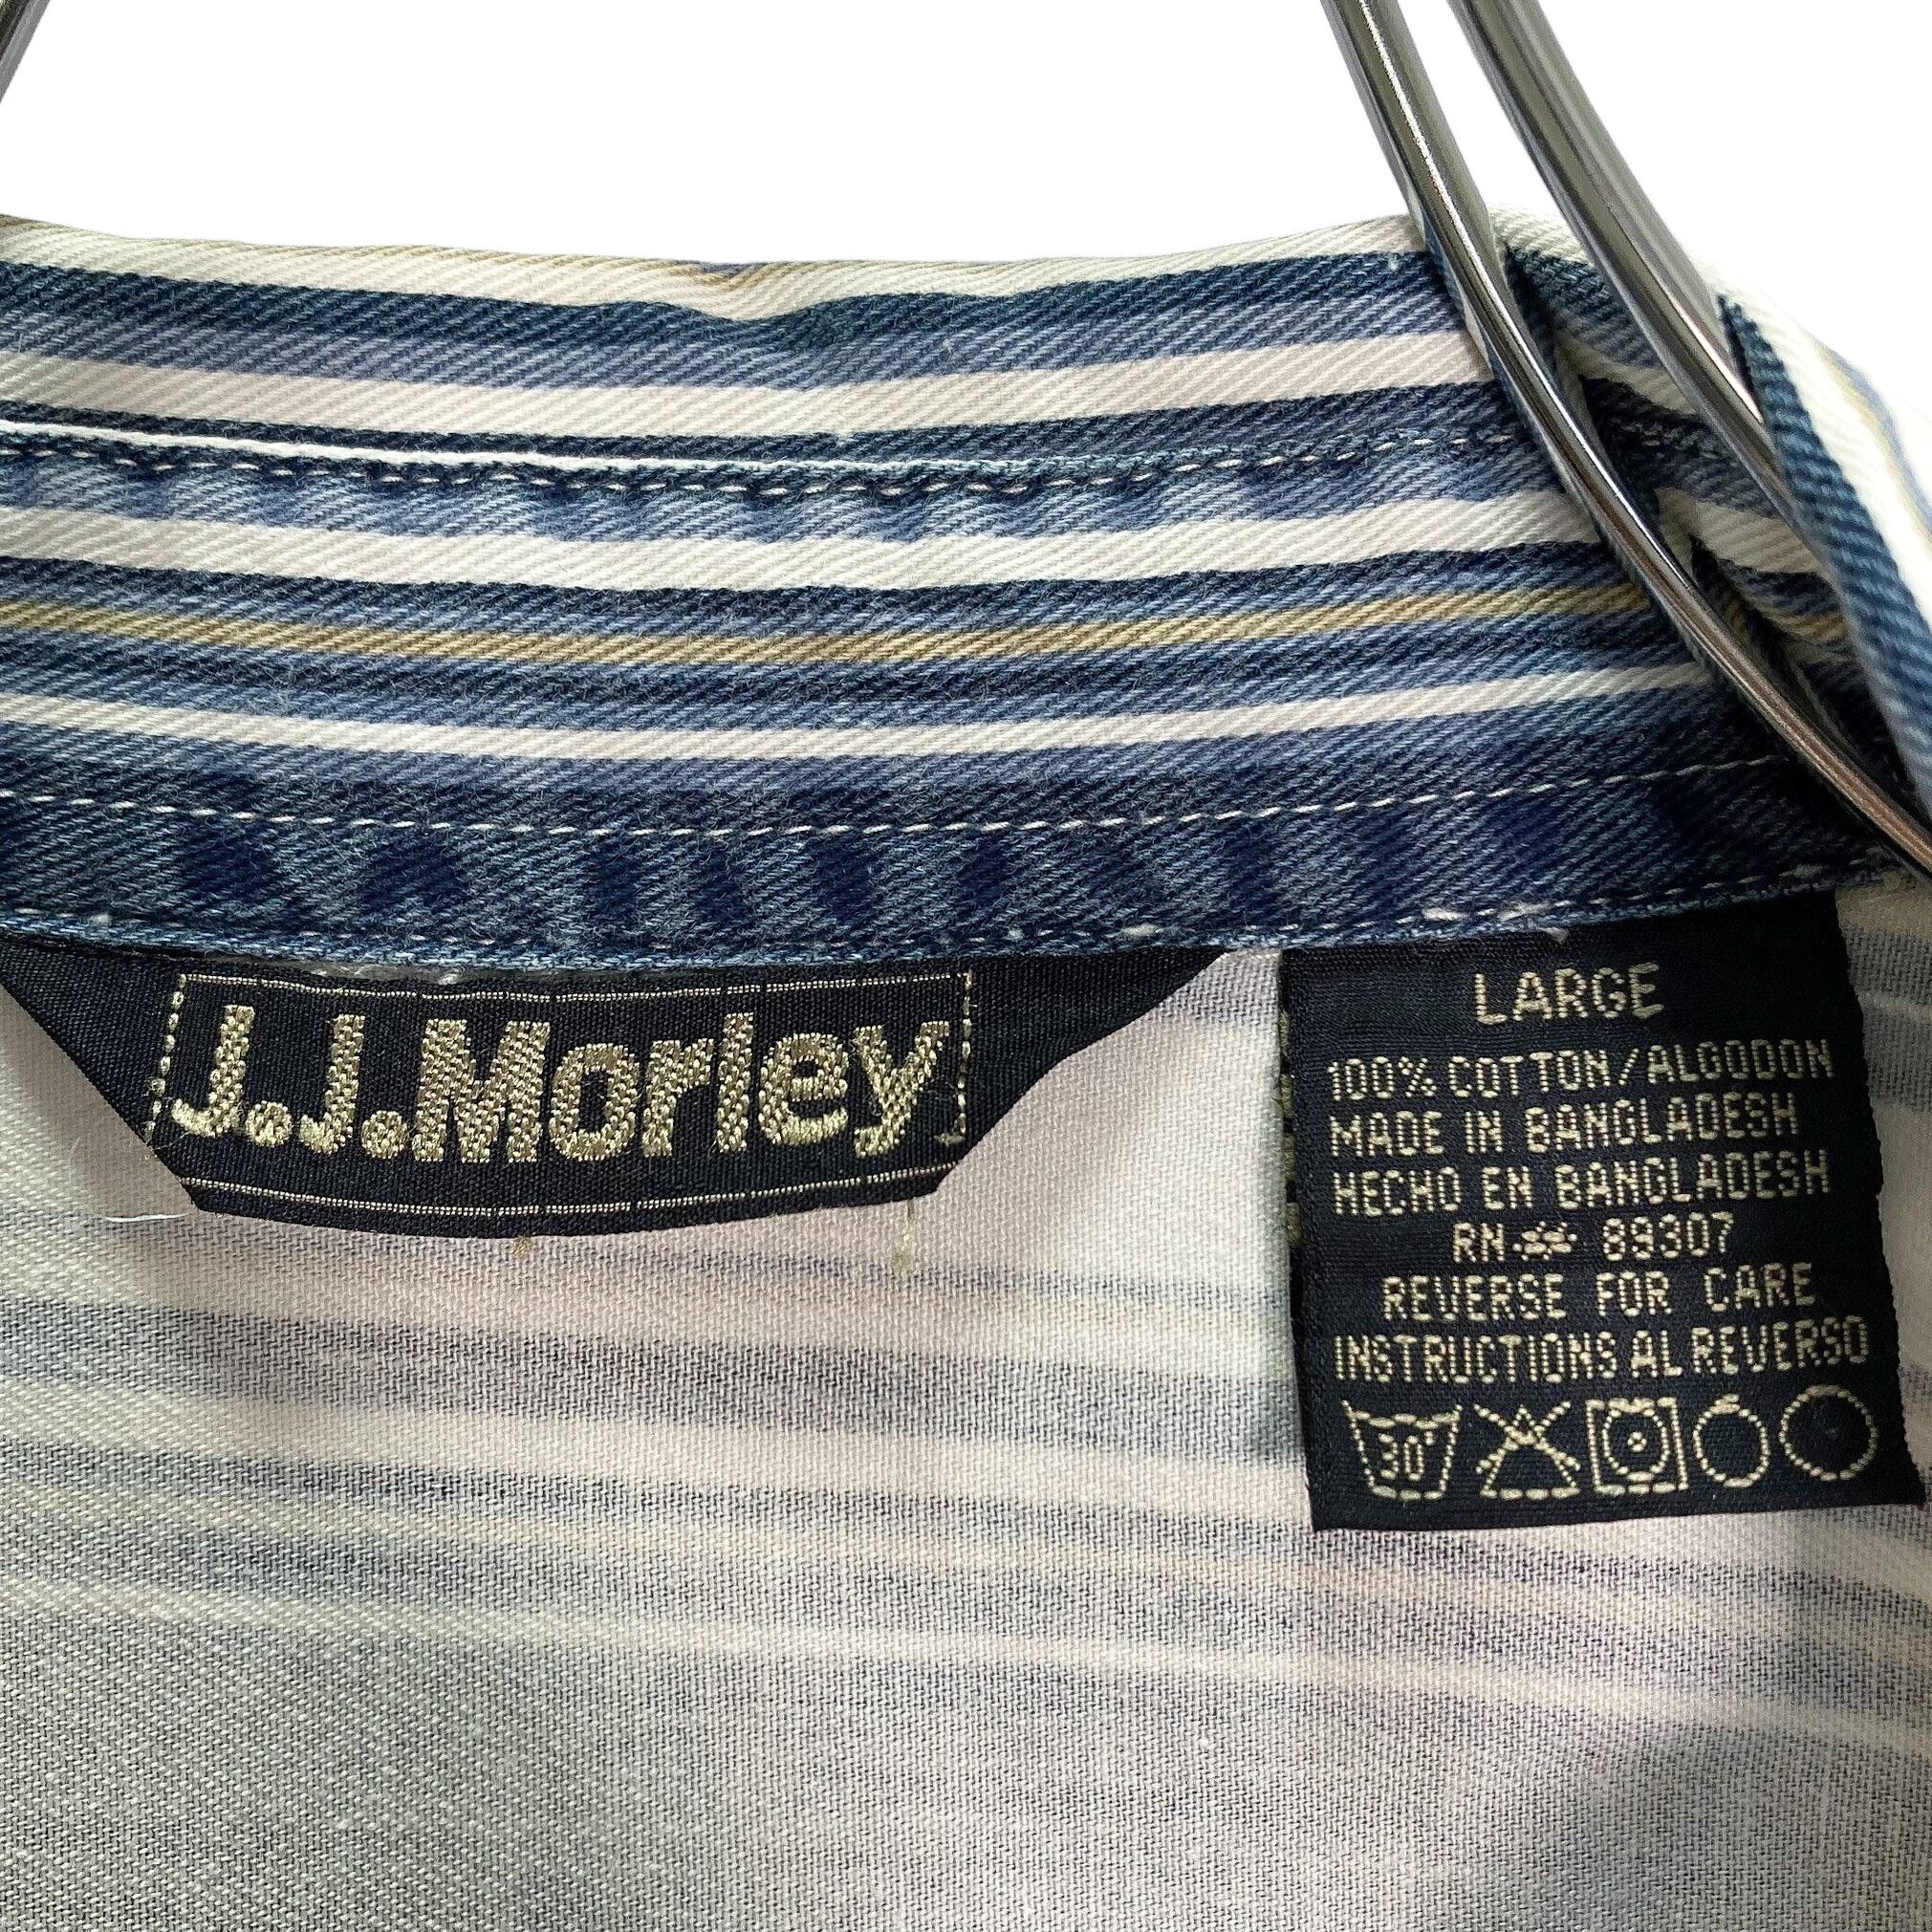 J.J.Morley
LARGE
100% COTTON/ALGODON
MADE IN BANGLADESH
HECHO EN BANGLADESH
RN-# 89307
REVERSE FOR CARE
INSTRUCTIONS AL REVERSO
30°